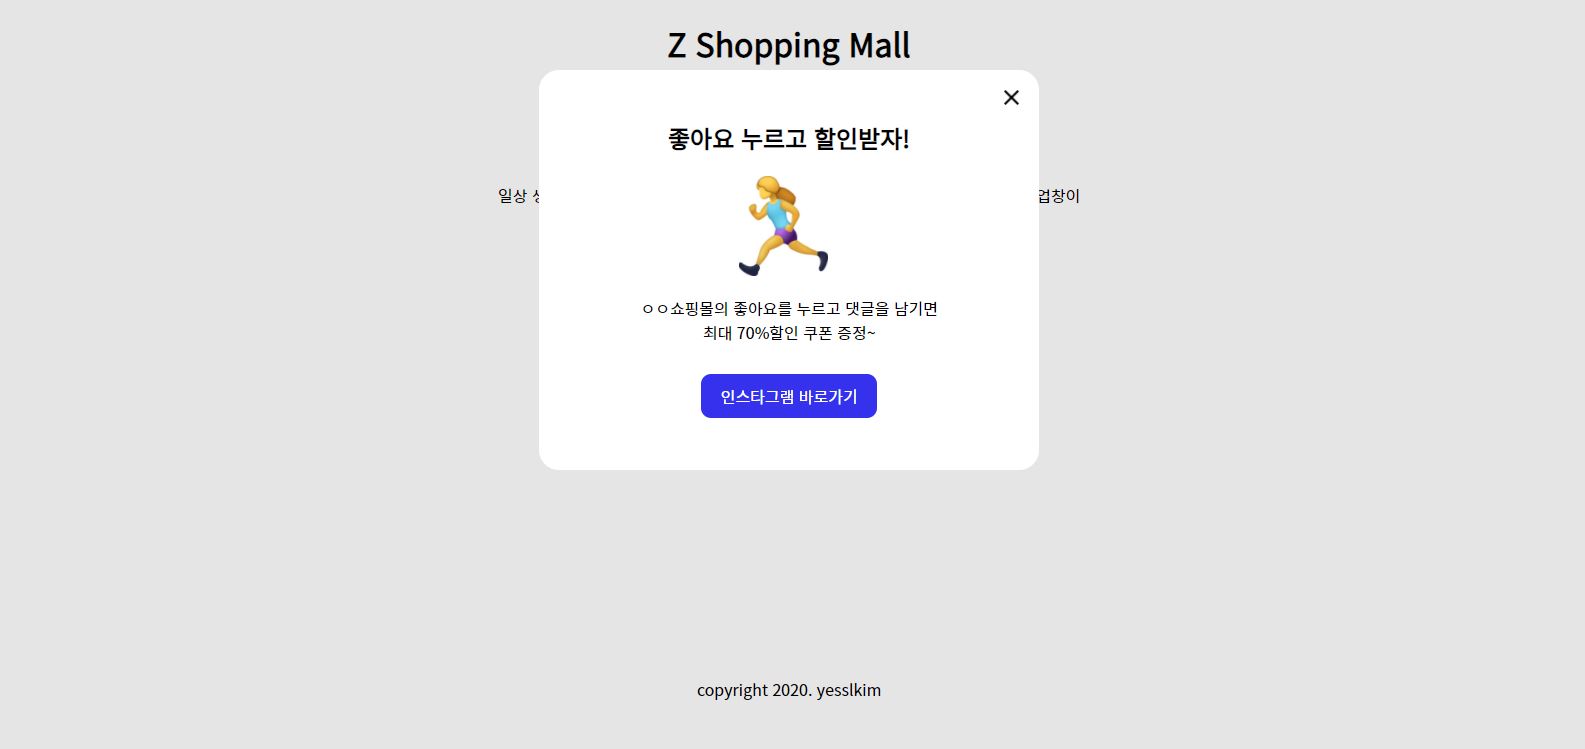 Z Shopping Mall
좋아요 누르고 할인받자!
일상
업창이
ㅇㅇ쇼핑몰의 좋아요를 누르고 댓글을 남기면
최대 70%할인 쿠폰 증정~
인스타그램 바로가기
copyright 2020. yesslkim